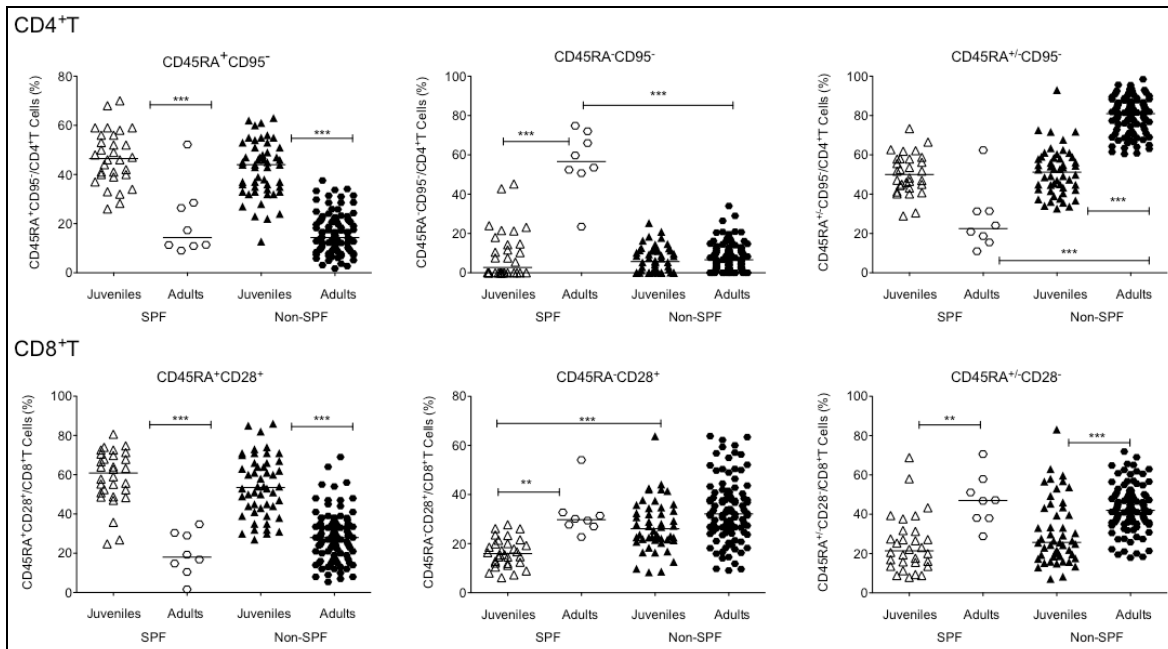 CD4⁺T
CD45RA⁺CD95⁻
CD45RA⁺CD95⁻/CD4⁺T Cells (%)
80
60
40
20
0
***
***
Juveniles Adults Juveniles Adults
SPF Non-SPF
CD45RA⁻CD95⁻
CD45RA⁻CD95⁻/CD4⁺T Cells (%)
100
80
60
40
20
0
***
***
Juveniles Adults Juveniles Adults
SPF Non-SPF
CD45RA⁺/⁻CD95⁻
CD45RA⁺/⁻CD95⁻/CD4⁺T Cells (%)
100
80
60
40
20
0
***
***
Juveniles Adults Juveniles Adults
SPF Non-SPF
CD8⁺T
CD45RA⁺CD28⁺
CD45RA⁺CD28⁺/CD8⁺T Cells (%)
100
80
60
40
20
0
***
***
Juveniles Adults Juveniles Adults
SPF Non-SPF
CD45RA⁻CD28⁺
CD45RA⁻CD28⁺/CD8⁺T Cells (%)
80
60
40
20
0
***
**
Juveniles Adults Juveniles Adults
SPF Non-SPF
CD45RA⁺/⁻CD28⁻
CD45RA⁺/⁻CD28⁻/CD8⁺T Cells (%)
100
80
60
40
20
0
**
***
Juveniles Adults Juveniles Adults
SPF Non-SPF